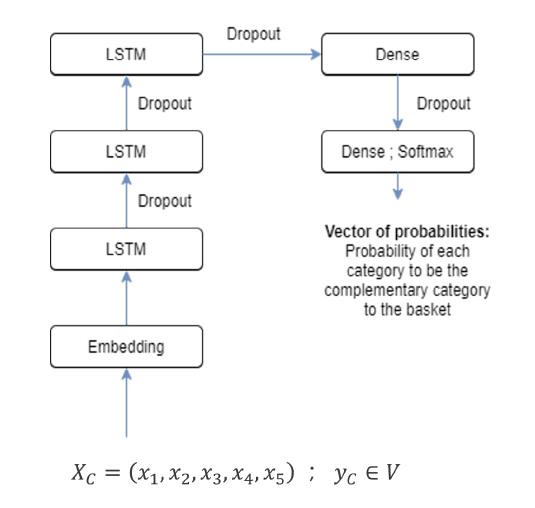 LSTM
Dropout
Dense
Dropout
Dropout
LSTM
Dense ; Softmax
Dropout
LSTM
Vector of probabilities:
Probability of each
category to be the
complementary category
to the basket
Embedding
X_C = (x_1, x_2, x_3, x_4, x_5) ; y_C ∈ V